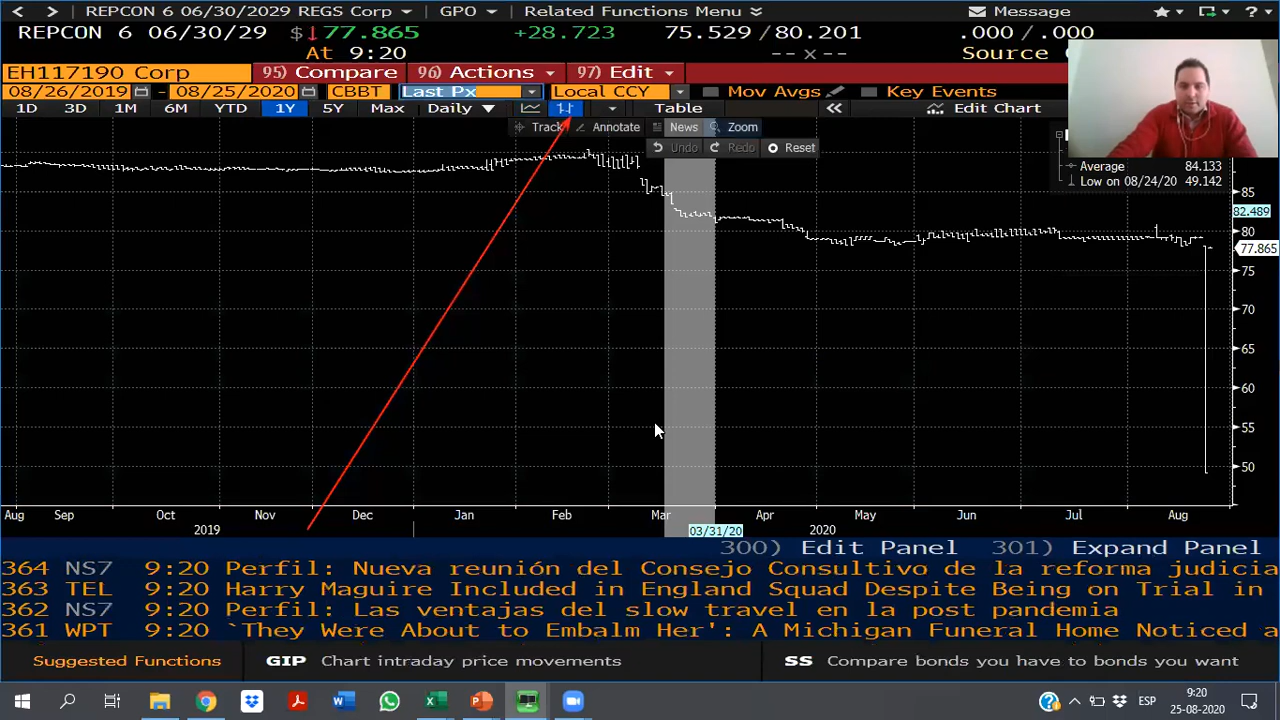 REPCON 6 06/30/2029 REGS Corp GPO Related Functions Menu Message
REPCON 6 06/30/29 $↓77.865 +28.723 75.529/80.201 .000/.000
At 9:20 -- x -- Source
EH117190 Corp 95) Compare 96) Actions 97) Edit
08/26/2019 - 08/25/2020 CBBT Last Px Local CCY Mov Avgs Key Events
1D 3D 1M 6M YTD 1Y 5Y Max Daily Table Edit Chart
Track Annotate News Zoom
Undo Redo Reset
Average 84.133
Low on 08/24/20 49.142
85
82.489
80
77.865
75
70
65
60
55
50
Aug Sep Oct Nov Dec Jan Feb Mar Apr May Jun Jul Aug
2019 03/31/20 2020
300) Edit Panel 301) Expand Panel
364 NS7 9:20 Perfil: Nueva reunión del Consejo Consultivo de la reforma judicia
363 TEL 9:20 Harry Maguire Included in England Squad Despite Being on Trial in
362 NS7 9:20 Perfil: Las ventajas del slow travel en la post pandemia
361 WPT 9:20 `They Were About to Embalm Her': A Michigan Funeral Home Noticed a
Suggested Functions GIP Chart intraday price movements SS Compare bonds you have to bonds you want
ESP 9:20
25-08-2020